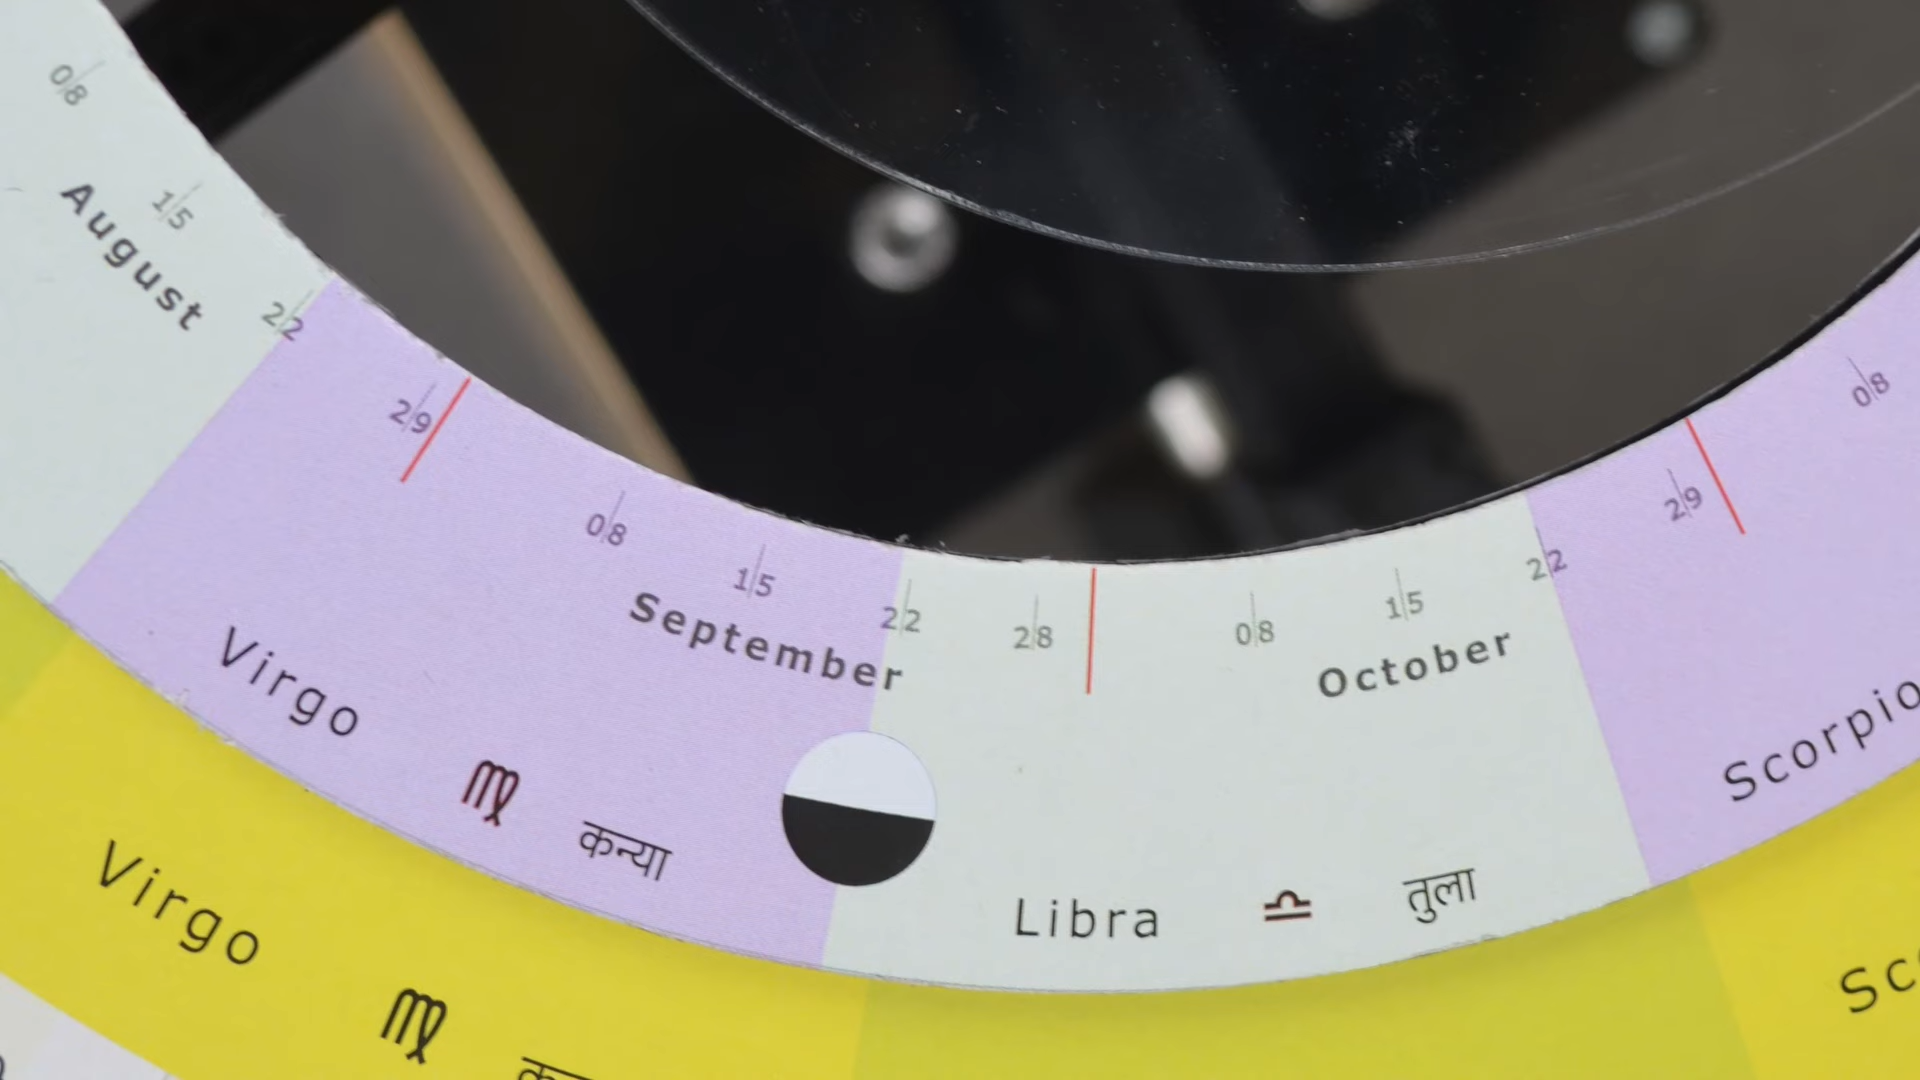 08
15
August
22
29
08
15
September
22
28
08
15
October
22
29
08
Virgo ♍ कन्या
Libra ♎ तुला
Scorpio
Virgo ♍
Sc